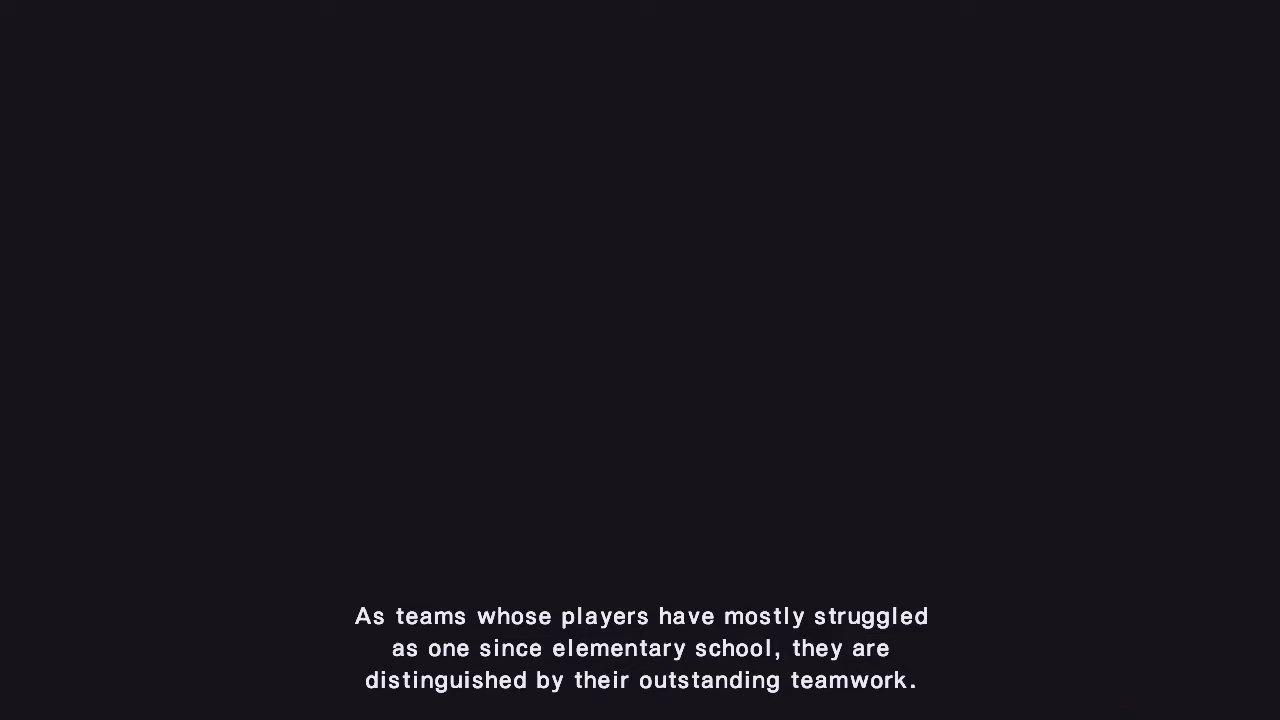 As teams whose players have mostly struggled
as one since elementary school, they are
distinguished by their outstanding teamwork.